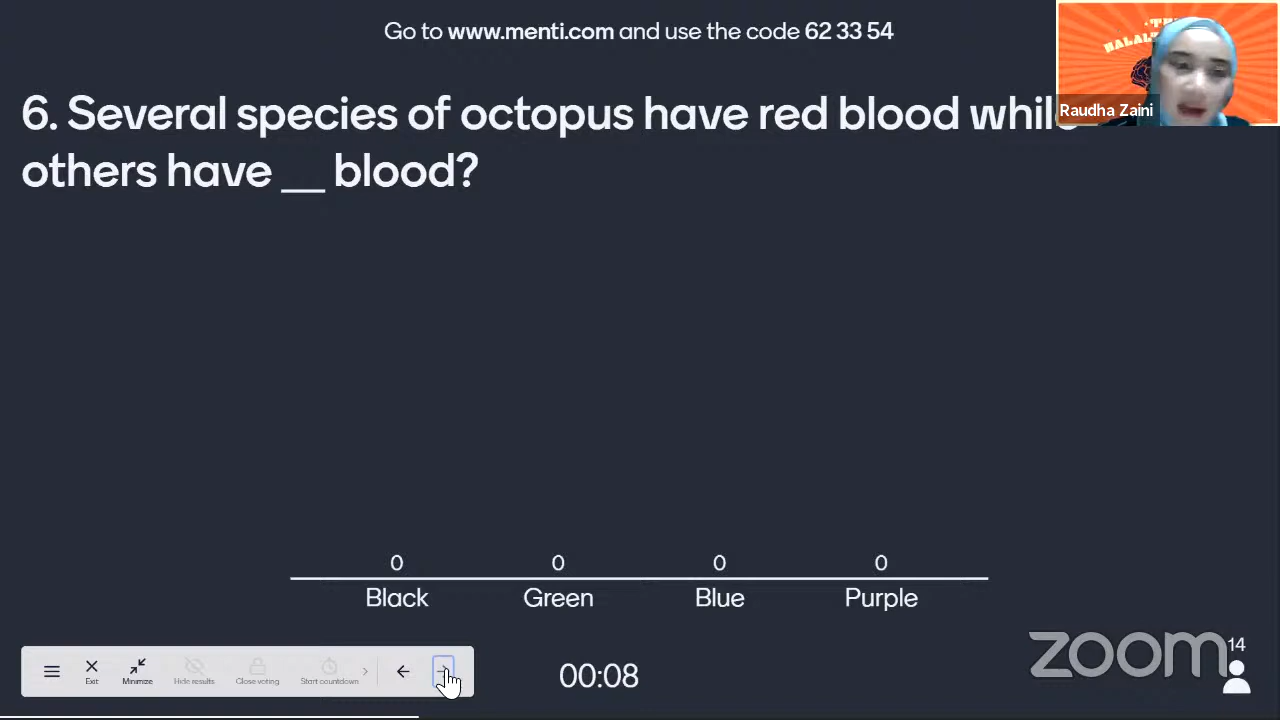 Go to www.menti.com and use the code 62 33 54
Raudha Zaini
6. Several species of octopus have red blood while
others have __ blood?
0 0 0 0
Black Green Blue Purple
Exit Minimize Hide results Close voting Start countdown
00:08
zoom
14